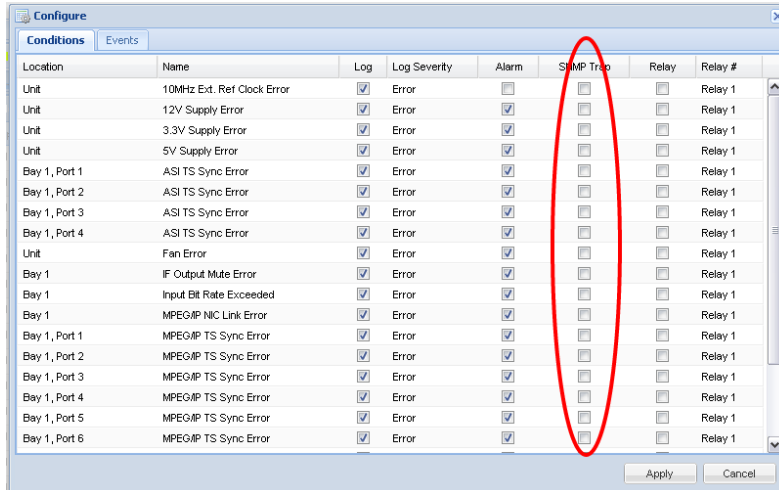 Configure
Conditions Events
Location Name Log Log Severity Alarm SNMP Trap Relay Relay #
Unit 10MHz Ext. Ref Clock Error Error Relay 1
Unit 12V Supply Error Error Relay 1
Unit 3.3V Supply Error Error Relay 1
Unit 5V Supply Error Error Relay 1
Bay 1, Port 1 ASI TS Sync Error Error Relay 1
Bay 1, Port 2 ASI TS Sync Error Error Relay 1
Bay 1, Port 3 ASI TS Sync Error Error Relay 1
Bay 1, Port 4 ASI TS Sync Error Error Relay 1
Unit Fan Error Error Relay 1
Bay 1 IF Output Mute Error Error Relay 1
Bay 1 Input Bit Rate Exceeded Error Relay 1
Bay 1 MPEG/IP NIC Link Error Error Relay 1
Bay 1, Port 1 MPEG/IP TS Sync Error Error Relay 1
Bay 1, Port 2 MPEG/IP TS Sync Error Error Relay 1
Bay 1, Port 3 MPEG/IP TS Sync Error Error Relay 1
Bay 1, Port 4 MPEG/IP TS Sync Error Error Relay 1
Bay 1, Port 5 MPEG/IP TS Sync Error Error Relay 1
Bay 1, Port 6 MPEG/IP TS Sync Error Error Relay 1
Apply Cancel